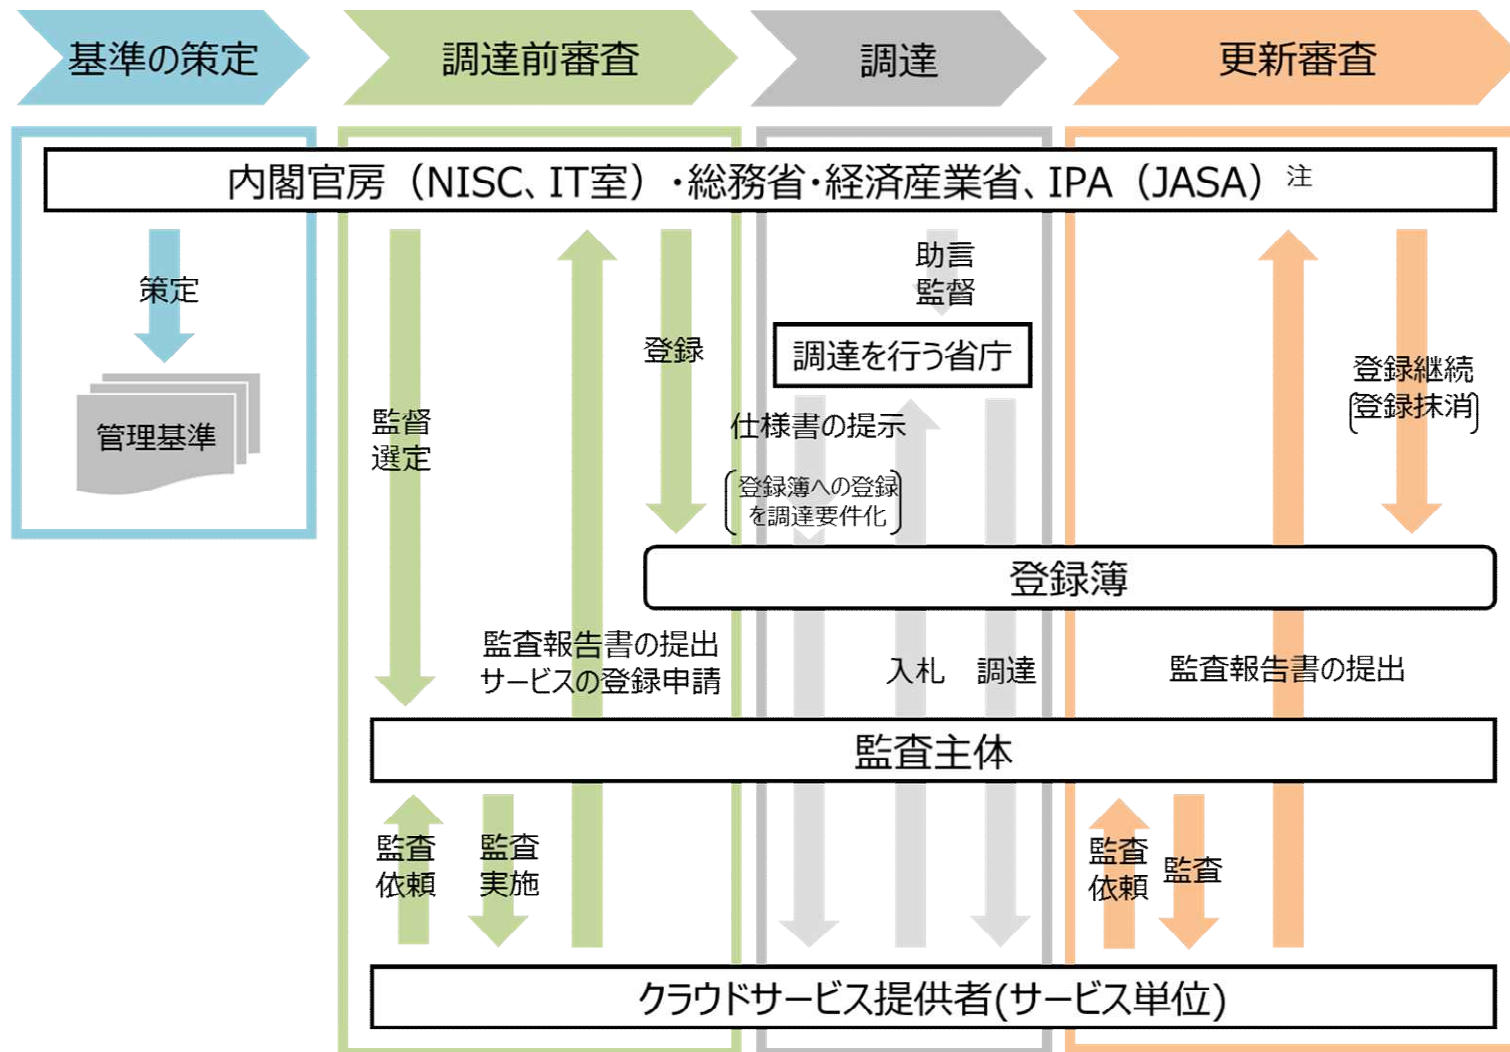 基準の策定
調達前審査
調達
更新審査
内閣官房（NISC、IT室）・総務省・経済産業省、IPA（JASA）注
策定
管理基準
監督
選定
登録
監査報告書の提出
サービスの登録申請
監査
依頼
監査
実施
助言
監督
調達を行う省庁
仕様書の提示
登録簿への登録
を調達要件化
入札
調達
登録継続
登録抹消
登録簿
監査報告書の提出
監査主体
監査
依頼
監査
クラウドサービス提供者(サービス単位)